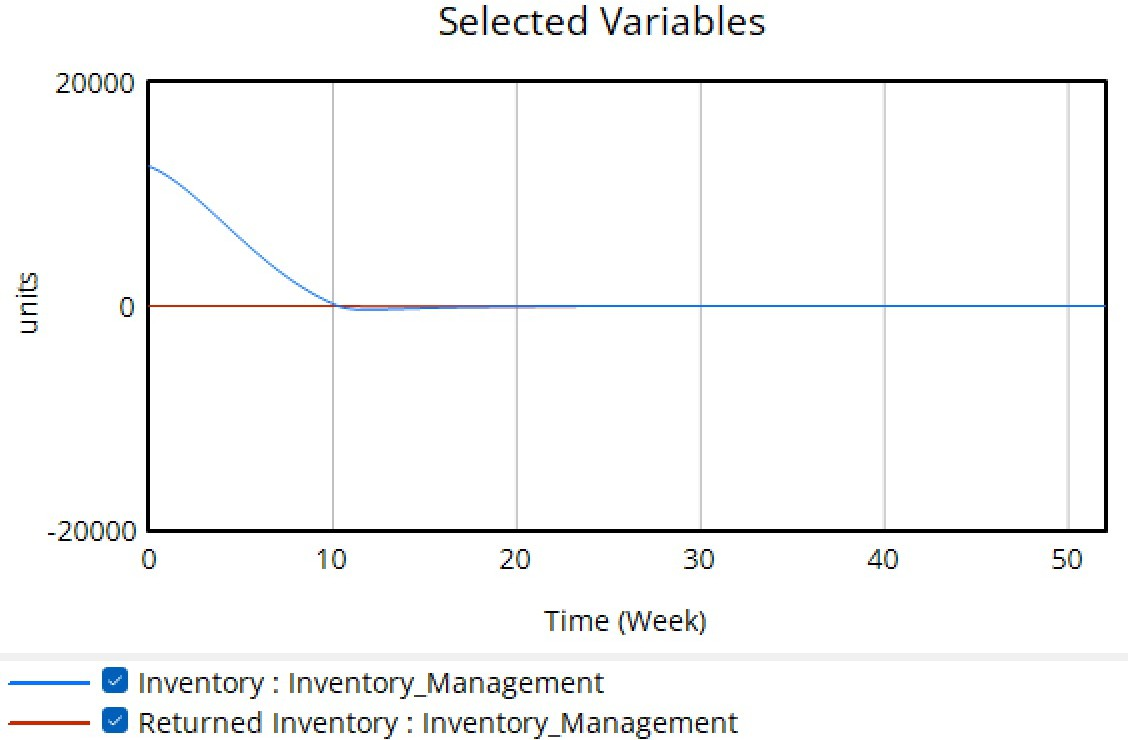 Selected Variables
20000
0
-20000
units
0 10 20 30 40 50
Time (Week)
Inventory : Inventory_Management
Returned Inventory : Inventory_Management